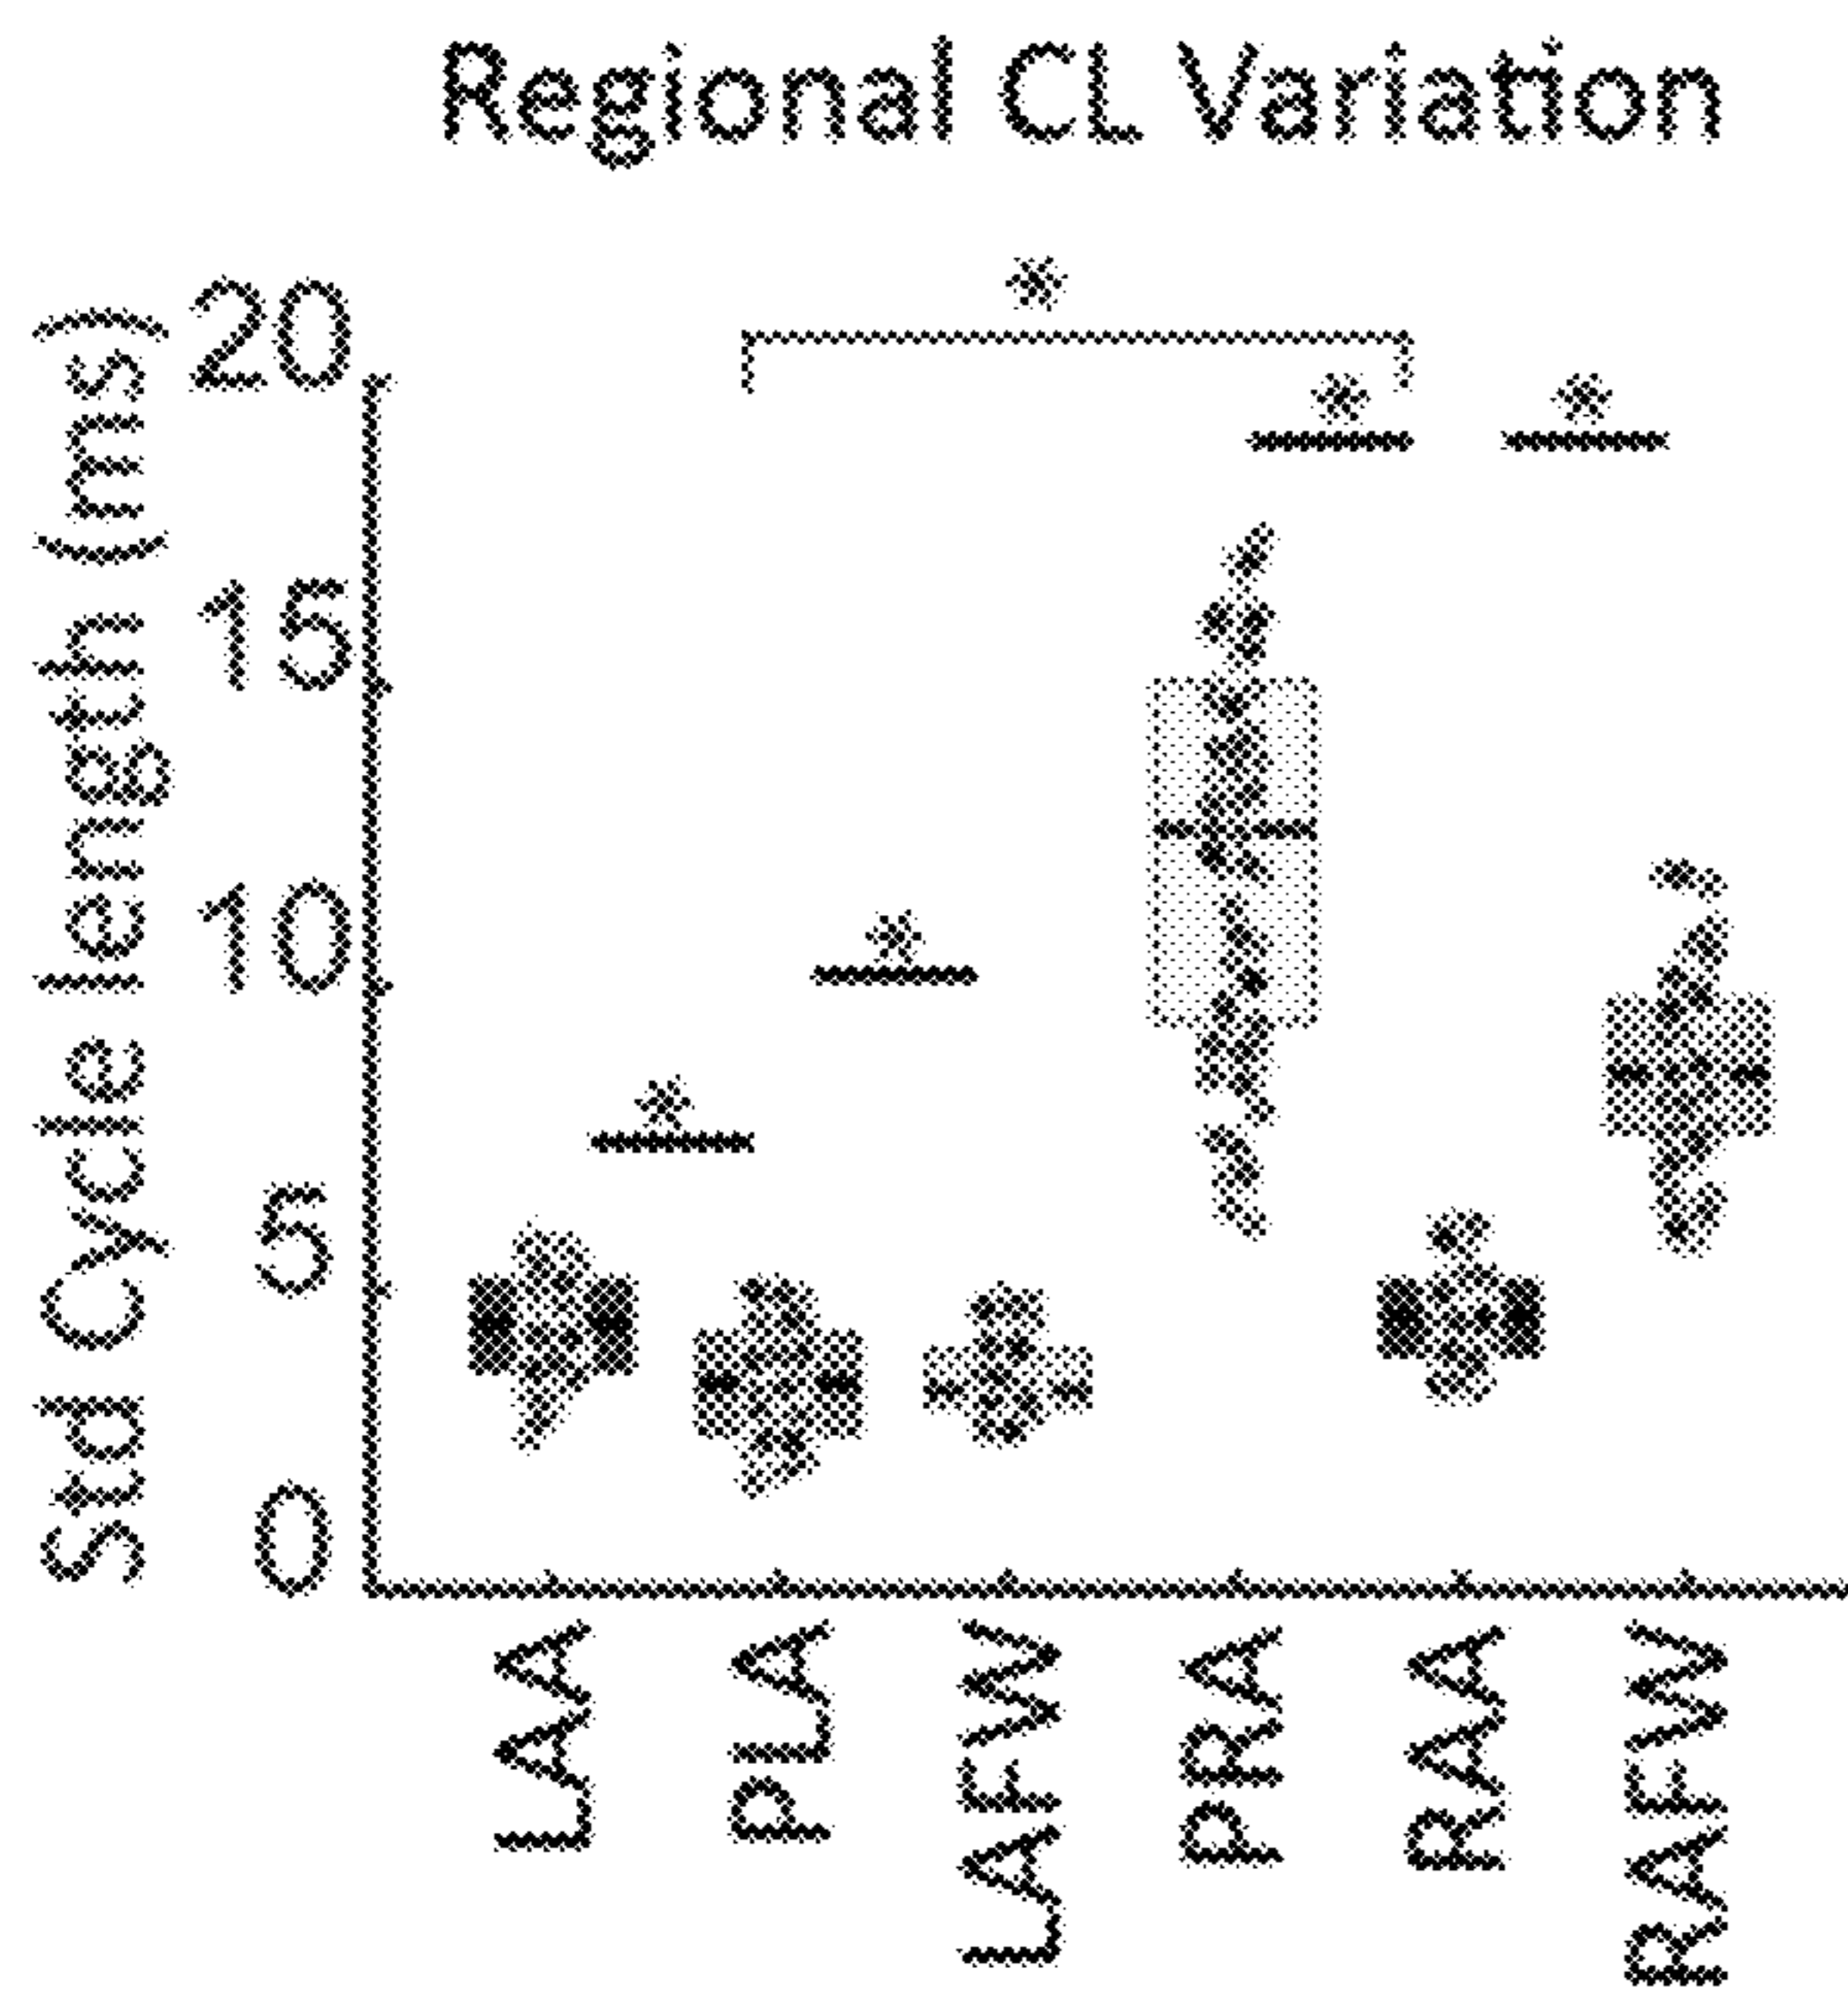 Regional CL Variation
*
* *
*
*
Std Cycle length (ms)
20
15
10
5
0
LAA
PLA
LAFW
PRA
RAA
RAFW